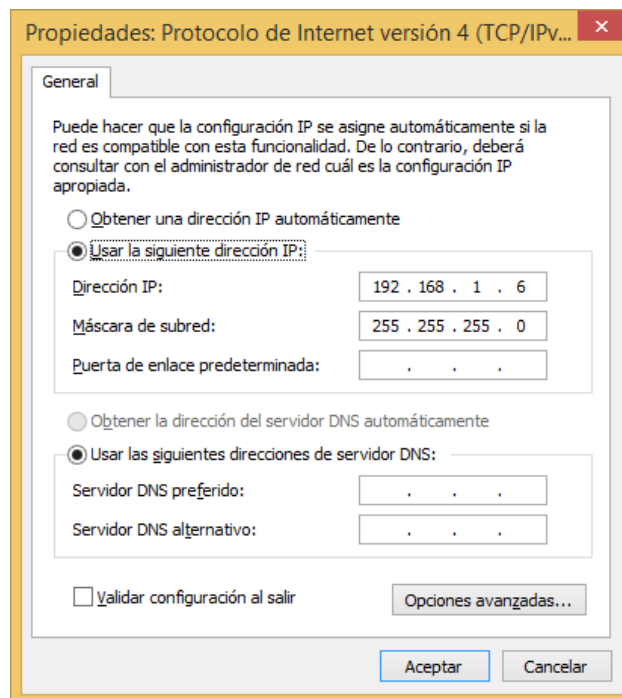 Propiedades: Protocolo de Internet versión 4 (TCP/IPv...
General
Puede hacer que la configuración IP se asigne automáticamente si la
red es compatible con esta funcionalidad. De lo contrario, deberá
consultar con el administrador de red cuál es la configuración IP
apropiada.
Obtener una dirección IP automáticamente
Usar la siguiente dirección IP:
Dirección IP: 192 . 168 . 1 . 6
Máscara de subred: 255 . 255 . 255 . 0
Puerta de enlace predeterminada: . . .
Obtener la dirección del servidor DNS automáticamente
Usar las siguientes direcciones de servidor DNS:
Servidor DNS preferido: . . .
Servidor DNS alternativo: . . .
Validar configuración al salir Opciones avanzadas...
Aceptar Cancelar